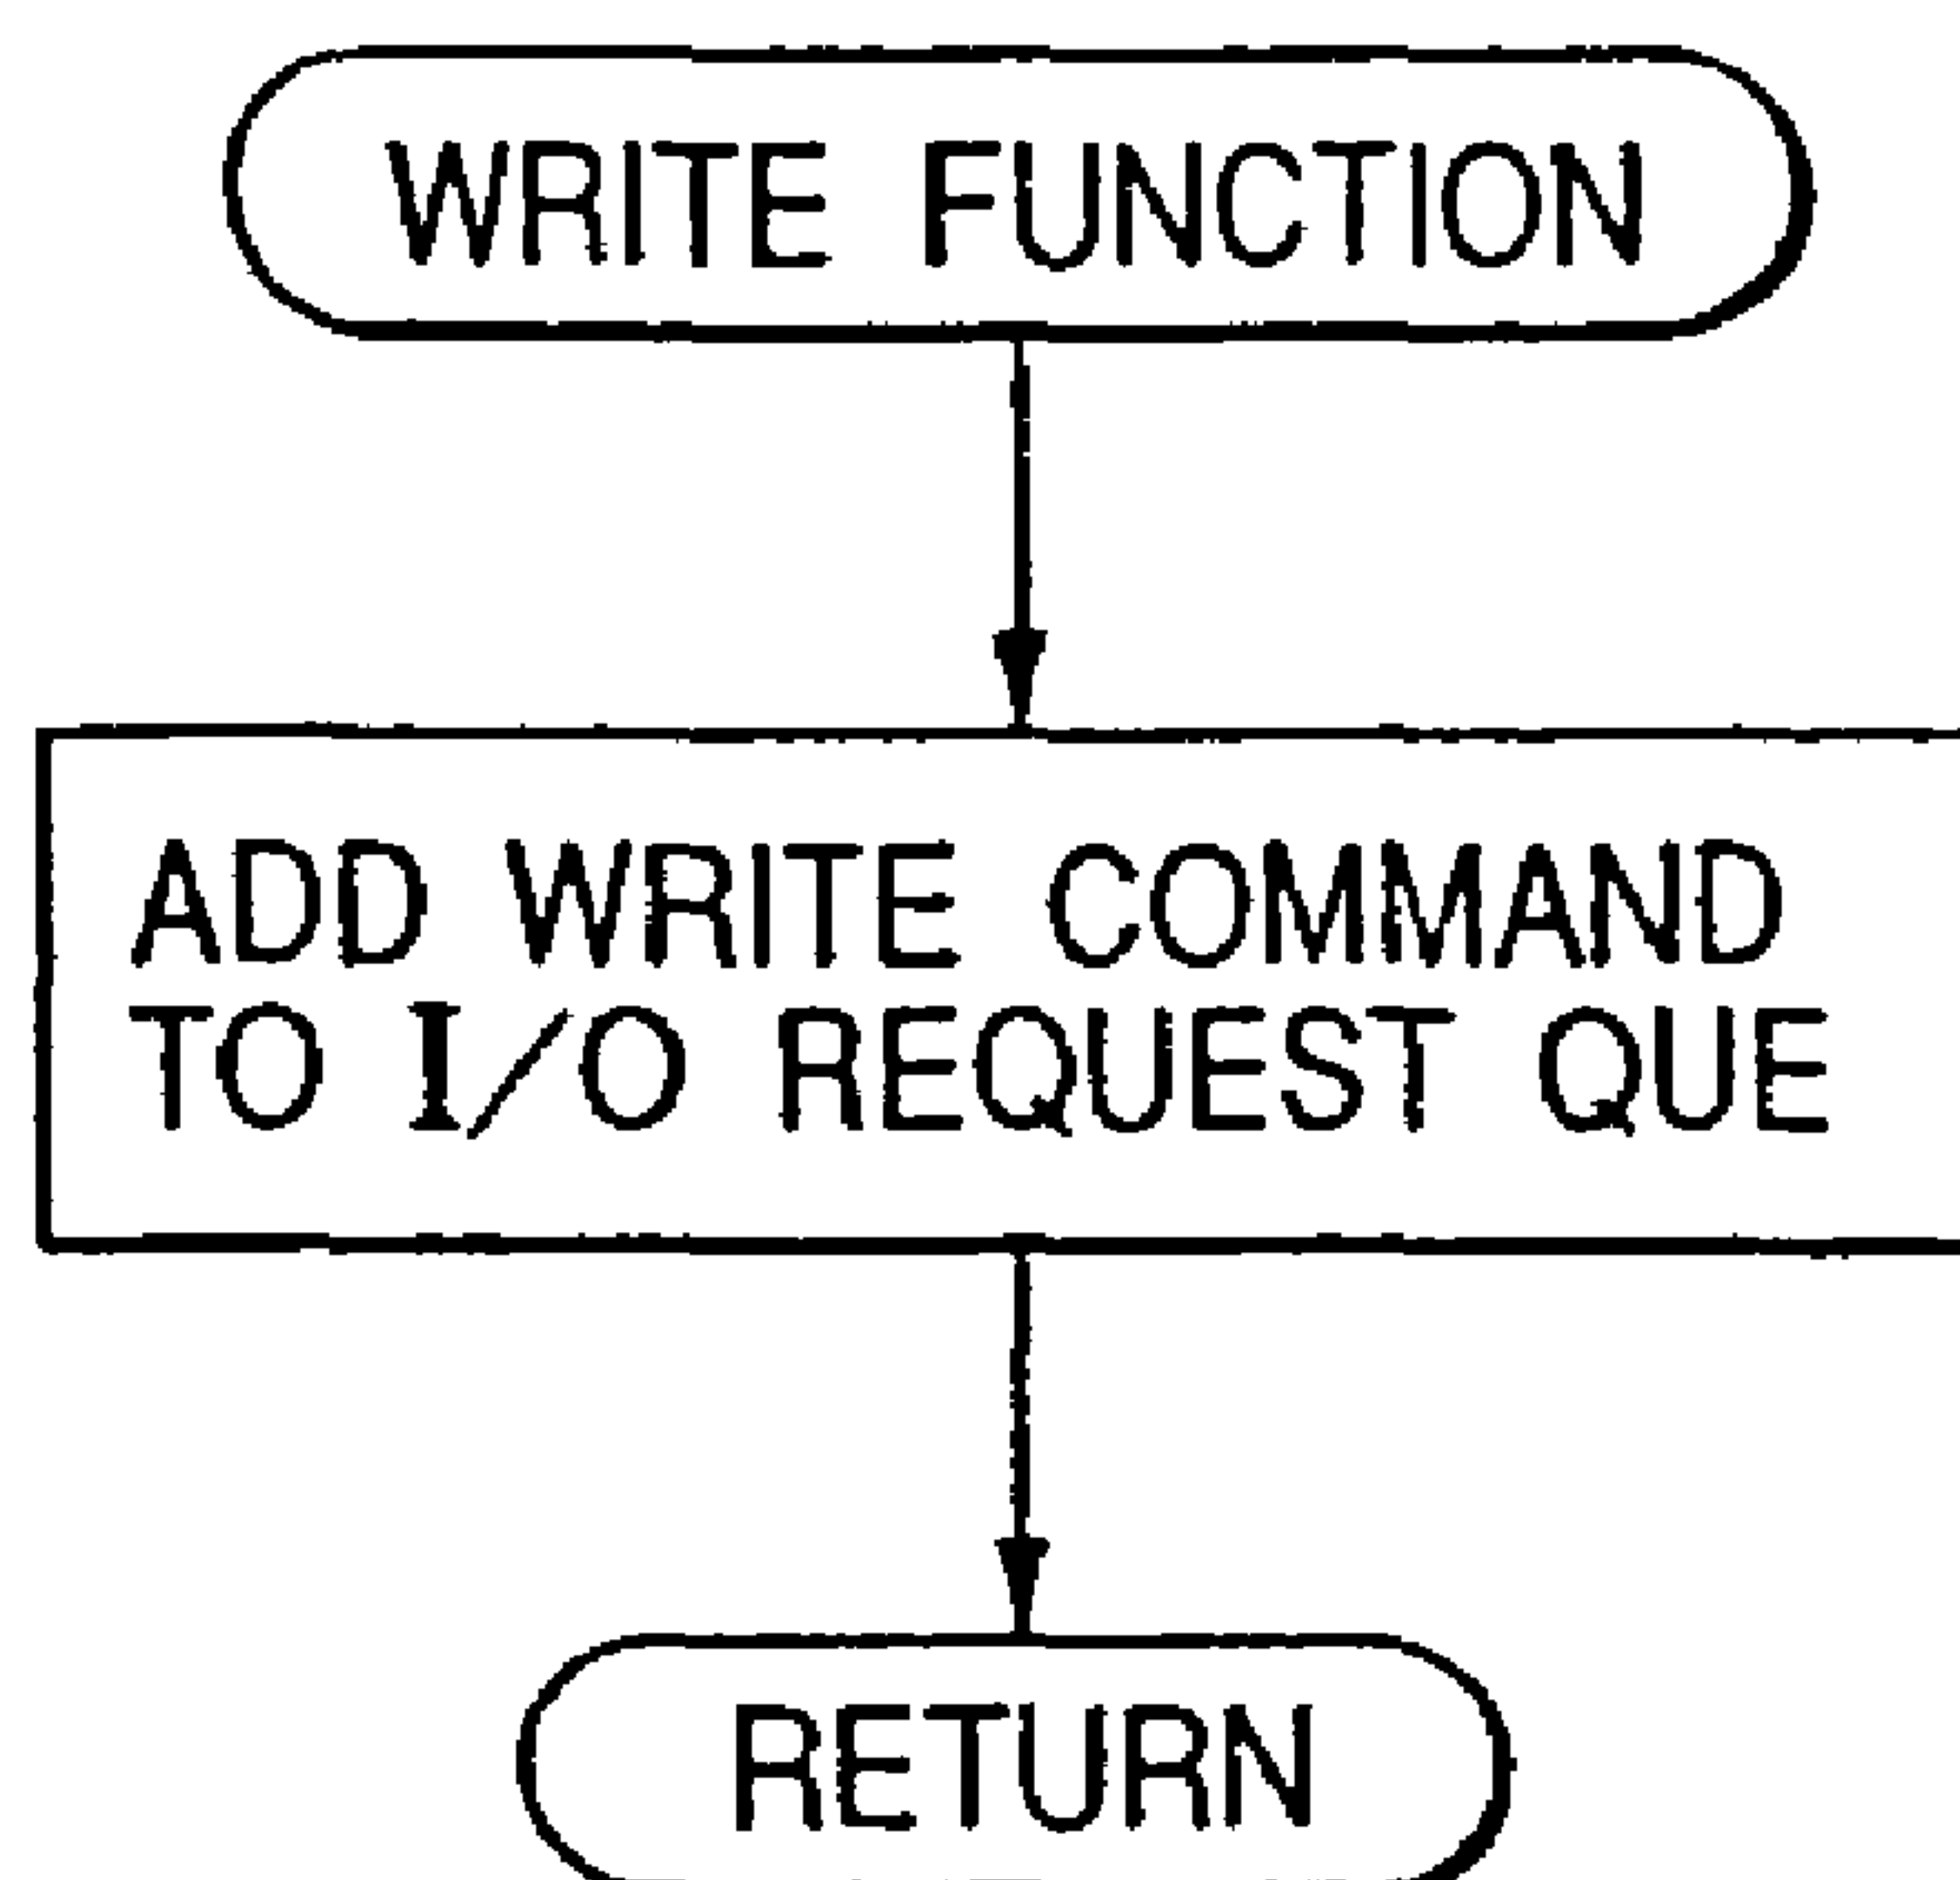 WRITE FUNCTION
ADD WRITE COMMAND
TO I/O REQUEST QUE
RETURN